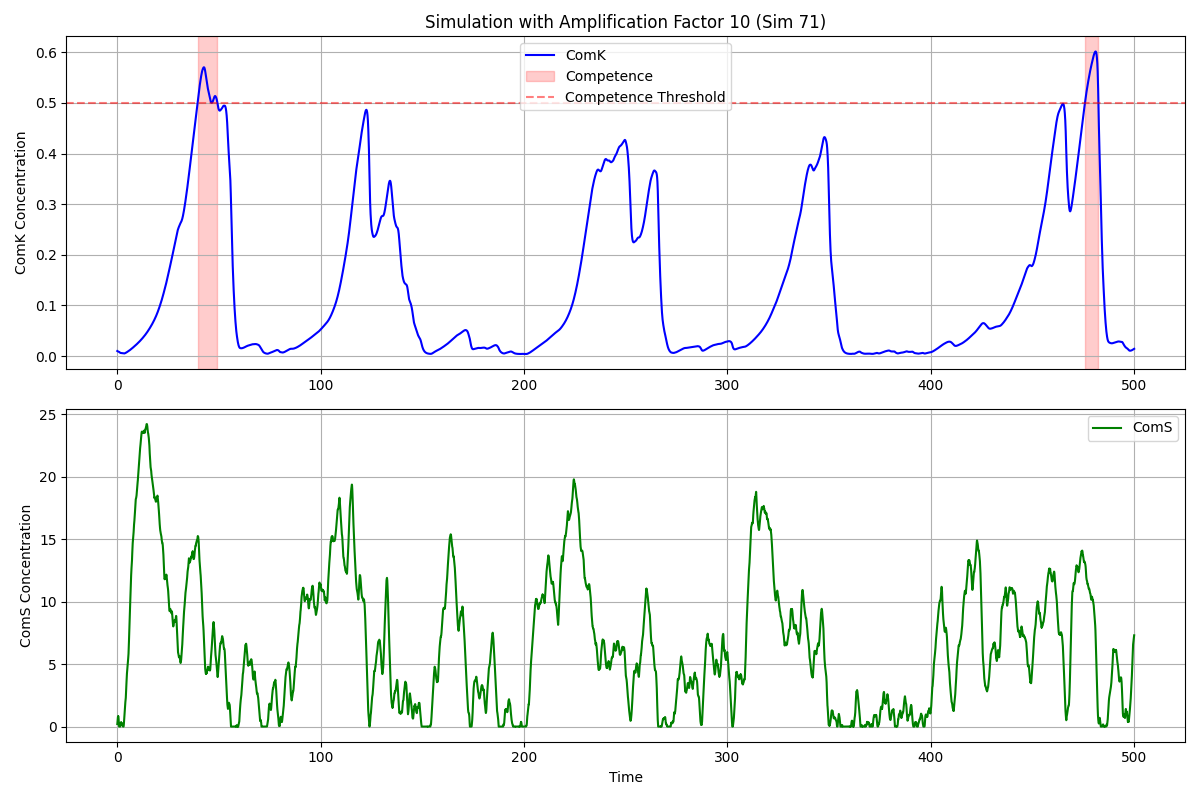 Simulation with Amplification Factor 10 (Sim 71)
ComK Concentration
0.6
0.5
0.4
0.3
0.2
0.1
0.0
ComK
Competence
Competence Threshold
0 100 200 300 400 500
ComS Concentration
25
20
15
10
5
0
ComS
0 100 200 300 400 500
Time